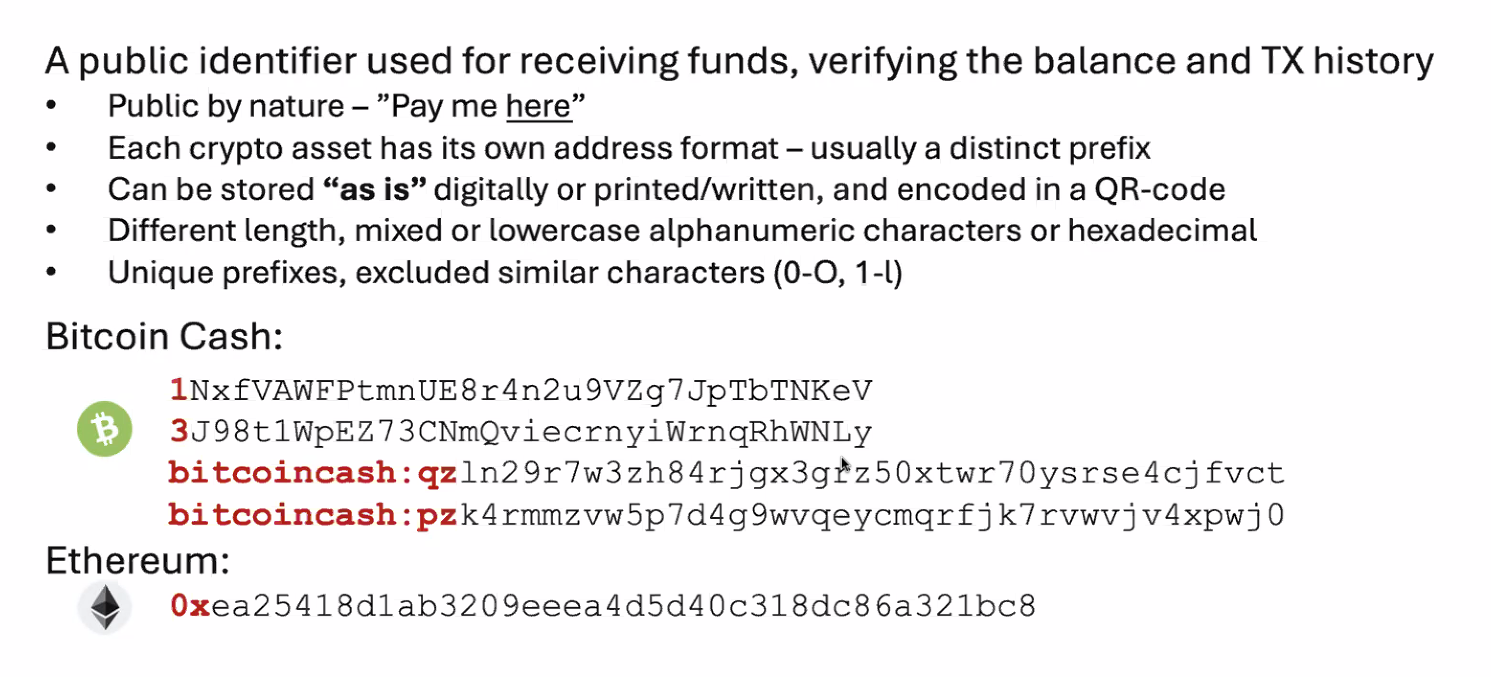 A public identifier used for receiving funds, verifying the balance and TX history
• Public by nature – ”Pay me here”
• Each crypto asset has its own address format – usually a distinct prefix
• Can be stored “as is” digitally or printed/written, and encoded in a QR-code
• Different length, mixed or lowercase alphanumeric characters or hexadecimal
• Unique prefixes, excluded similar characters (0-O, 1-l)
Bitcoin Cash:
1NxfVAWFPtmnUE8r4n2u9VZg7JpTbTNKeV
3J98t1WpEZ73CNmQviecrnyiWrnqRhWNLy
bitcoincash:qzln29r7w3zh84rjgx3grz50xtwr70ysrse4cjfvct
bitcoincash:pzk4rmmzvw5p7d4g9wvqeycmqrfjk7rvwvjv4xpwj0
Ethereum:
0xea25418d1ab3209eeea4d5d40c318dc86a321bc8